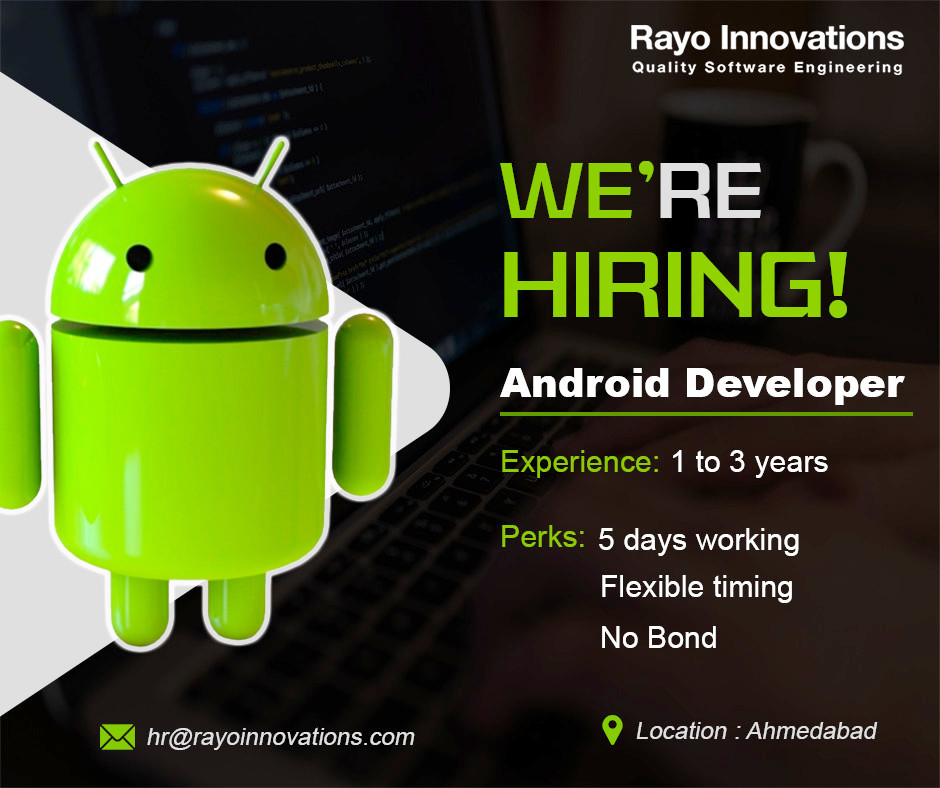 Rayo Innovations
Quality Software Engineering
WE'RE
HIRING!
Android Developer
Experience: 1 to 3 years
Perks: 5 days working
Flexible timing
No Bond
hr@rayoinnovations.com
Location : Ahmedabad